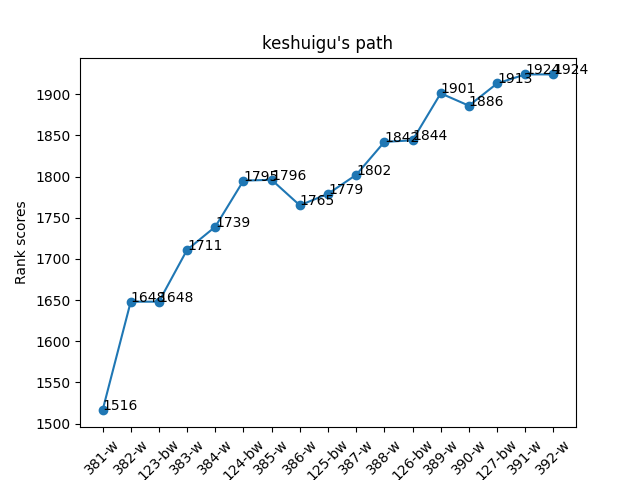 keshuigu's path
Rank scores
1900
1850
1800
1750
1700
1650
1600
1550
1500
1516
1648
1648
1711
1739
1795
1796
1765
1779
1802
1842
1844
1901
1886
1913
1924
1924
381-w
382-w
123-bw
383-w
384-w
124-bw
385-w
386-w
125-bw
387-w
388-w
126-bw
389-w
390-w
127-bw
391-w
392-w